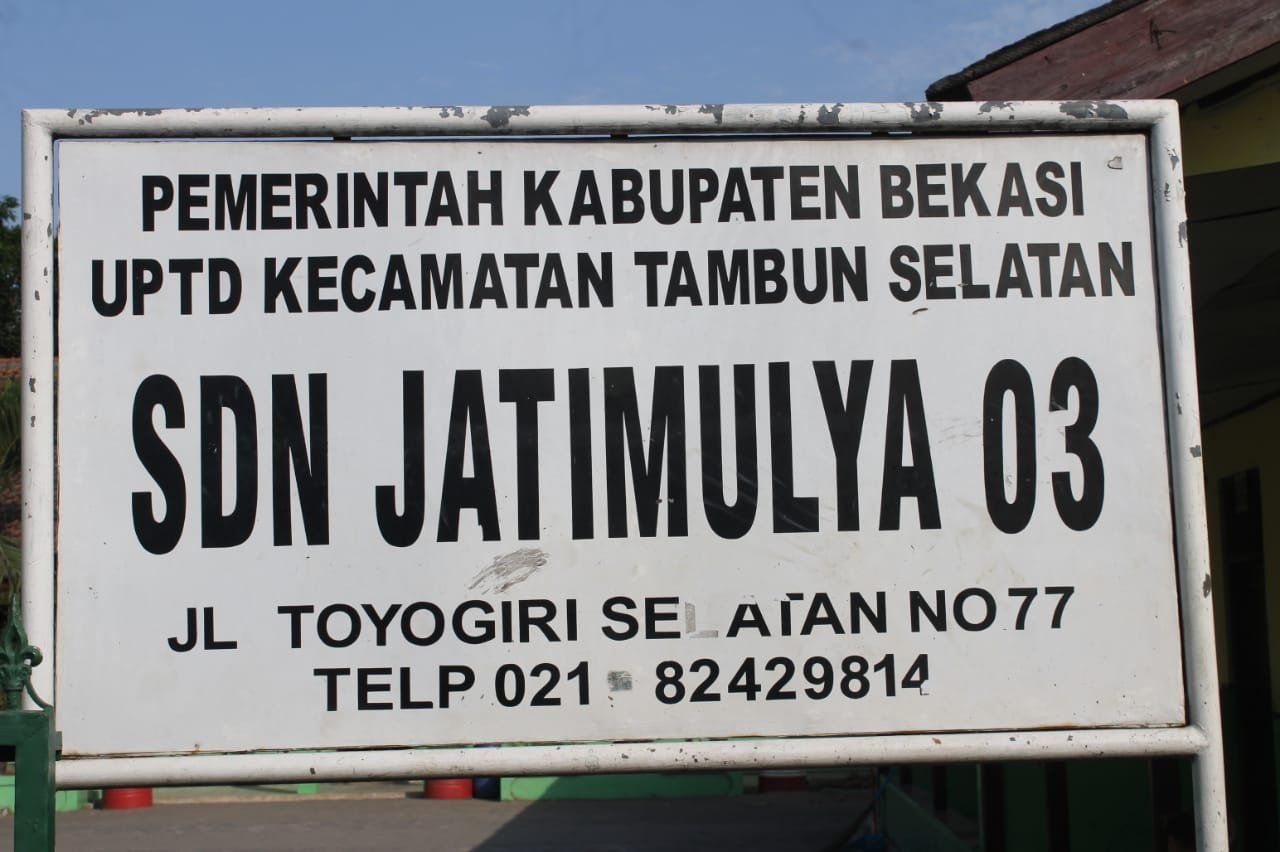 PEMERINTAH KABUPATEN BEKASI
UPTD KECAMATAN TAMBUN SELATAN
SDN JATIMULYA 03
JL TOYOGIRI SELATAN NO 77
TELP 021 82429814